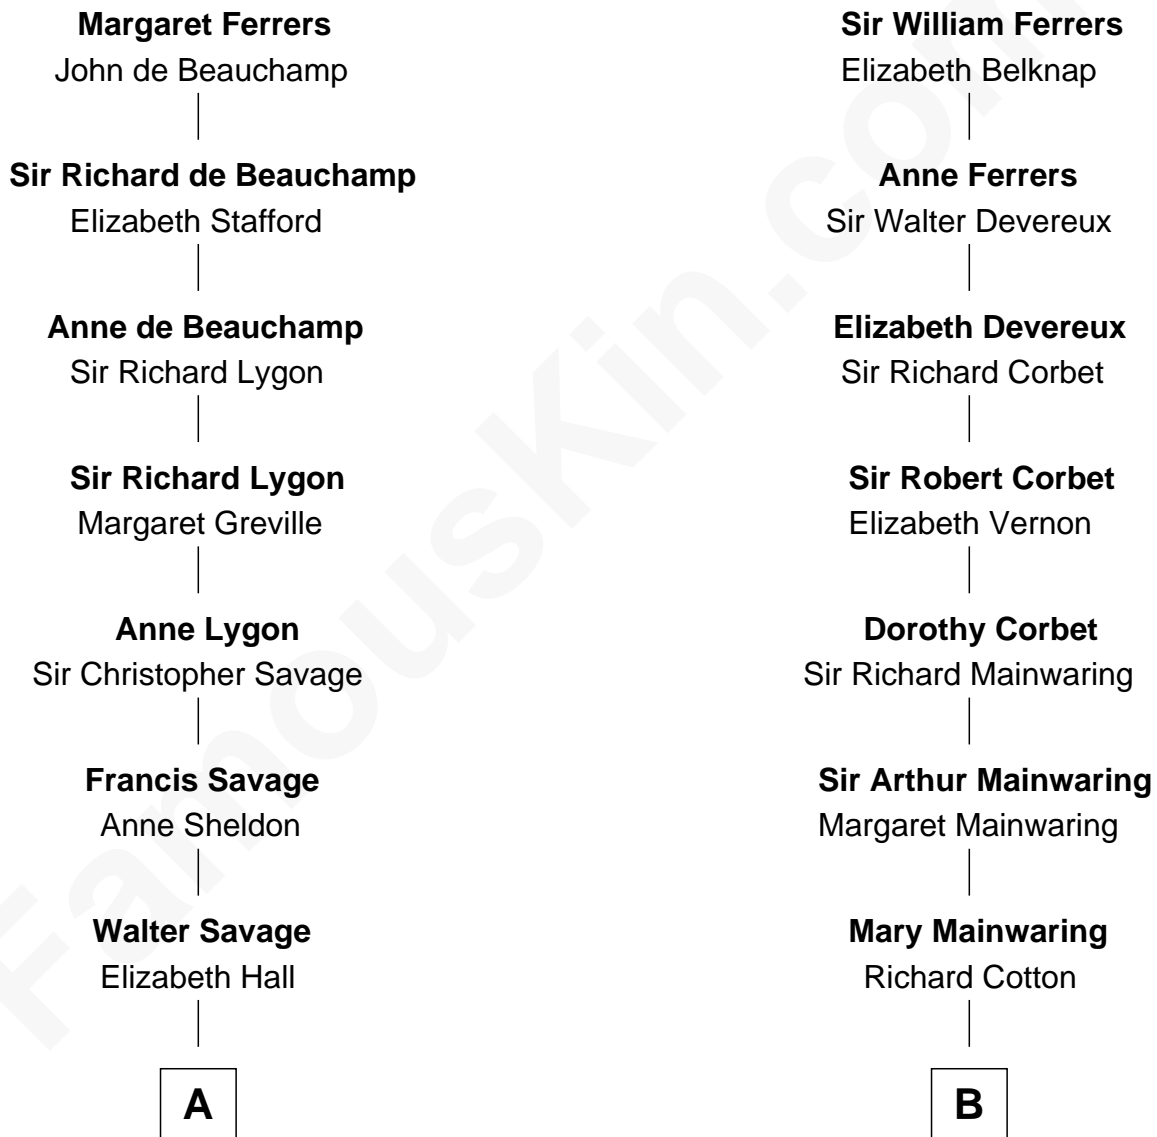 Margaret Ferrers
John de Beauchamp
Sir Richard de Beauchamp
Elizabeth Stafford
Anne de Beauchamp
Sir Richard Lygon
Sir Richard Lygon
Margaret Greville
Anne Lygon
Sir Christopher Savage
Francis Savage
Anne Sheldon
Walter Savage
Elizabeth Hall
A
Sir William Ferrers
Elizabeth Belknap
Anne Ferrers
Sir Walter Devereux
Elizabeth Devereux
Sir Richard Corbet
Sir Robert Corbet
Elizabeth Vernon
Dorothy Corbet
Sir Richard Mainwaring
Sir Arthur Mainwaring
Margaret Mainwaring
Mary Mainwaring
Richard Cotton
B
FamousKin.com